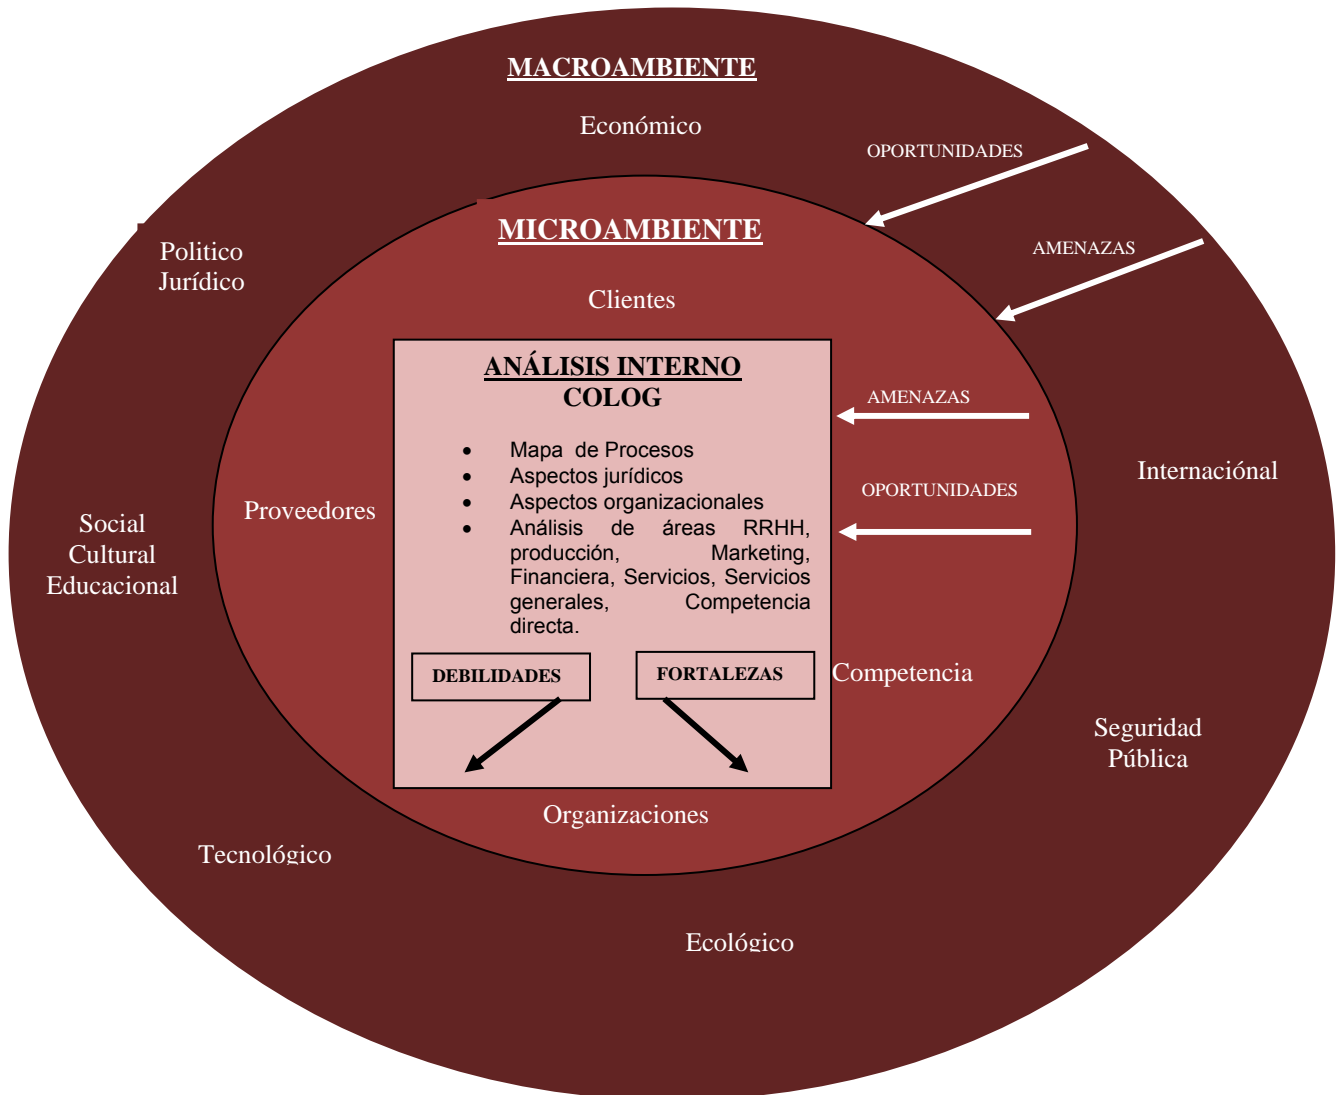 MACROAMBIENTE
Económico
OPORTUNIDADES
AMENAZAS
Politico
Jurídico
MICROAMBIENTE
Clientes
ANÁLISIS INTERNO
COLOG
• Mapa de Procesos
• Aspectos jurídicos
• Aspectos organizacionales
• Análisis de áreas RRHH,
producción, Marketing,
Financiera, Servicios, Servicios
generales, Competencia
directa.
DEBILIDADES
FORTALEZAS
AMENAZAS
OPORTUNIDADES
Proveedores
Competencia
Organizaciones
Social
Cultural
Educacional
Internaciónal
Seguridad
Pública
Tecnológico
Ecológico